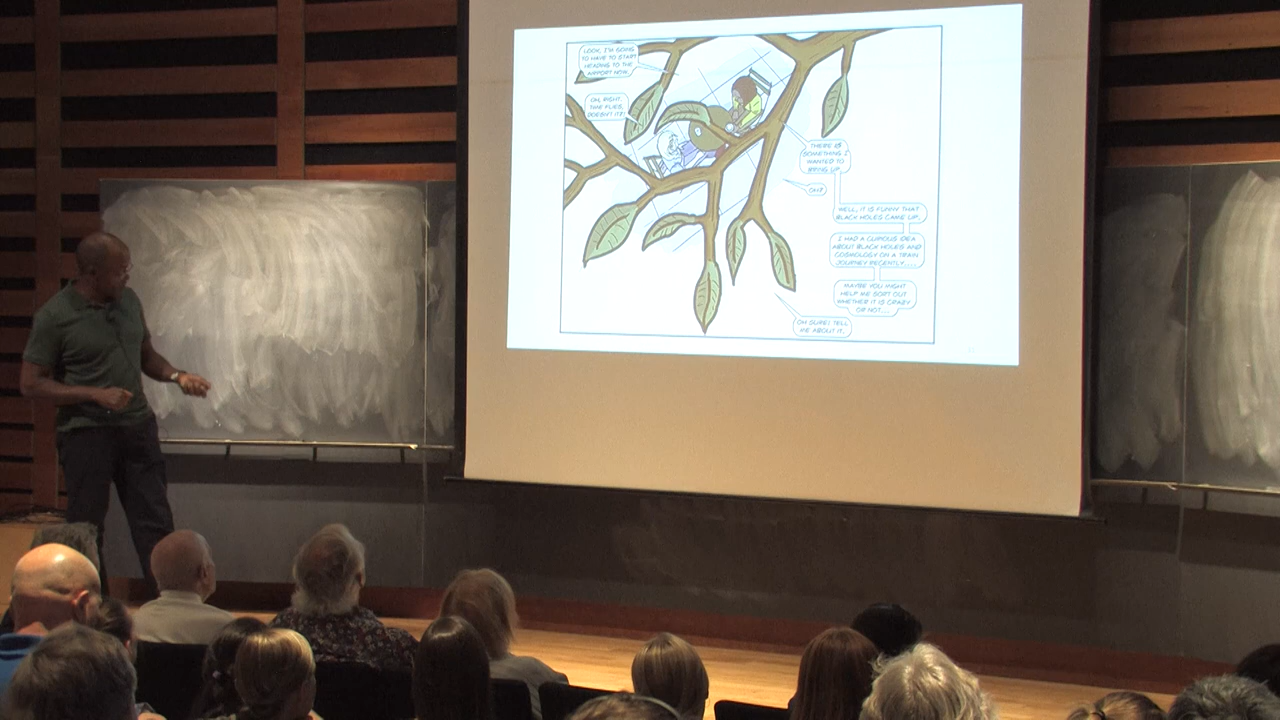 LOOK, I'M GOING
TO HAVE TO START
HEADING TO THE
AIRPORT NOW.
OH, RIGHT.
TIME FLIES,
DOESN'T IT?
THERE IS
SOMETHING I
WANTED TO
BRING UP.
OH?
WELL, IT IS FUNNY THAT
BLACK HOLES CAME UP.
I HAD A CURIOUS IDEA
ABOUT BLACK HOLES AND
COSMOLOGY ON A TRAIN
JOURNEY RECENTLY....
MAYBE YOU MIGHT
HELP ME SORT OUT
WHETHER IT IS CRAZY
OR NOT....
OH SURE! TELL
ME ABOUT IT.